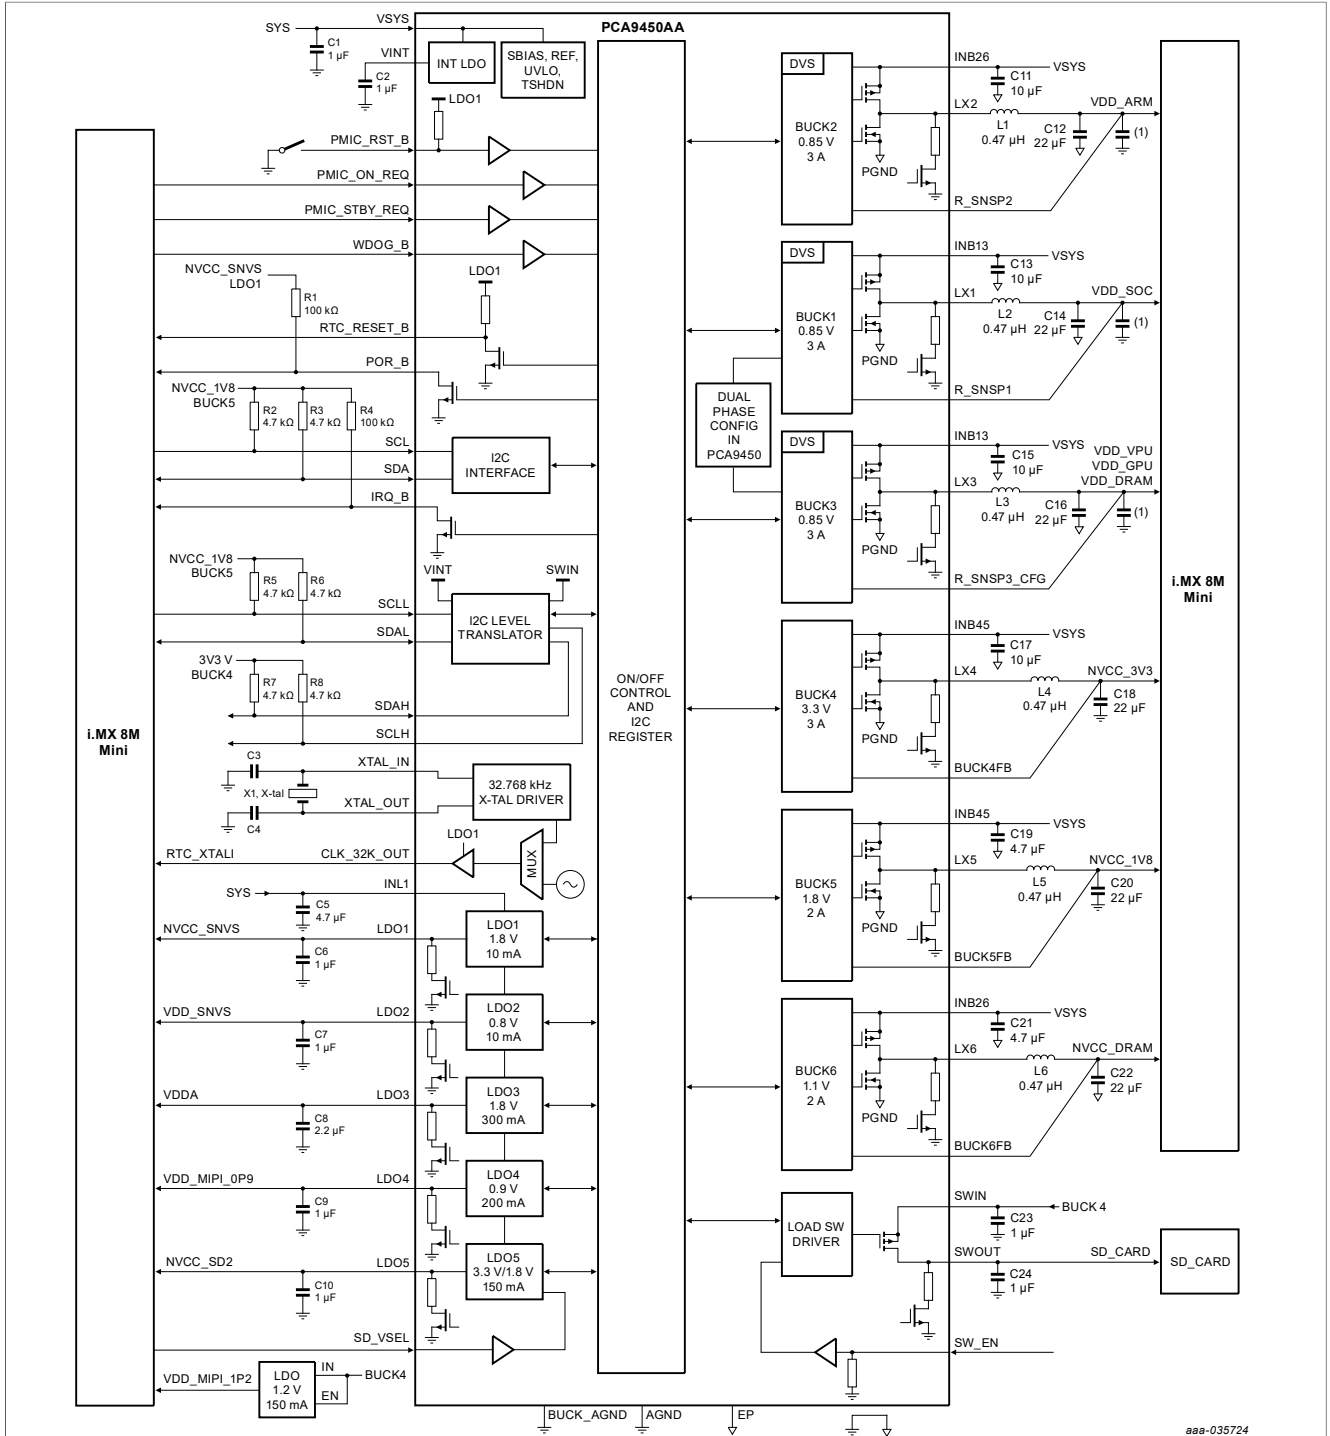 PCA9450AA
SYS
VSYS
C1
1 µF
VINT
C2
1 µF
INT LDO
SBIAS, REF,
UVLO,
TSHDN
LDO1
PMIC_RST_B
PMIC_ON_REQ
PMIC_STBY_REQ
WDOG_B
NVCC_SNVS
LDO1
R1
100 kΩ
LDO1
RTC_RESET_B
POR_B
NVCC_1V8
BUCK5
R2
4.7 kΩ
R3
4.7 kΩ
R4
100 kΩ
SCL
SDA
IRQ_B
I2C
INTERFACE
NVCC_1V8
BUCK5
R5
4.7 kΩ
R6
4.7 kΩ
VINT
SWIN
SCLL
SDAL
I2C LEVEL
TRANSLATOR
3V3 V
BUCK4
R7
4.7 kΩ
R8
4.7 kΩ
SDAH
SCLH
i.MX 8M
Mini
C3
X1, X-tal
C4
XTAL_IN
XTAL_OUT
32.768 kHz
X-TAL DRIVER
LDO1
MUX
RTC_XTALI
CLK_32K_OUT
SYS
INL1
C5
4.7 µF
NVCC_SNVS
LDO1
C6
1 µF
LDO1
1.8 V
10 mA
VDD_SNVS
LDO2
C7
1 µF
LDO2
0.8 V
10 mA
VDDA
LDO3
C8
2.2 µF
LDO3
1.8 V
300 mA
VDD_MIPI_0P9
LDO4
C9
1 µF
LDO4
0.9 V
200 mA
NVCC_SD2
LDO5
C10
1 µF
LDO5
3.3 V/1.8 V
150 mA
SD_VSEL
VDD_MIPI_1P2
LDO
1.2 V
150 mA
IN
EN
BUCK4
ON/OFF
CONTROL
AND
I2C
REGISTER
DVS
BUCK2
0.85 V
3 A
PGND
INB26
VSYS
C11
10 µF
LX2
L1
0.47 µH
C12
22 µF
VDD_ARM
(1)
R_SNSP2
DVS
BUCK1
0.85 V
3 A
PGND
INB13
VSYS
C13
10 µF
LX1
L2
0.47 µH
C14
22 µF
VDD_SOC
(1)
R_SNSP1
DUAL
PHASE
CONFIG
IN
PCA9450
DVS
BUCK3
0.85 V
3 A
PGND
INB13
VSYS
C15
10 µF
LX3
L3
0.47 µH
C16
22 µF
VDD_VPU
VDD_GPU
VDD_DRAM
(1)
R_SNSP3_CFG
i.MX 8M
Mini
BUCK4
3.3 V
3 A
PGND
INB45
VSYS
C17
10 µF
LX4
L4
0.47 µH
NVCC_3V3
C18
22 µF
BUCK4FB
BUCK5
1.8 V
2 A
PGND
INB45
VSYS
C19
4.7 µF
LX5
L5
0.47 µH
NVCC_1V8
C20
22 µF
BUCK5FB
BUCK6
1.1 V
2 A
PGND
INB26
VSYS
C21
4.7 µF
LX6
L6
0.47 µH
NVCC_DRAM
C22
22 µF
BUCK6FB
LOAD SW
DRIVER
SWIN
BUCK 4
C23
1 µF
SWOUT
SD_CARD
C24
1 µF
SD_CARD
SW_EN
BUCK_AGND
AGND
EP
aaa-035724